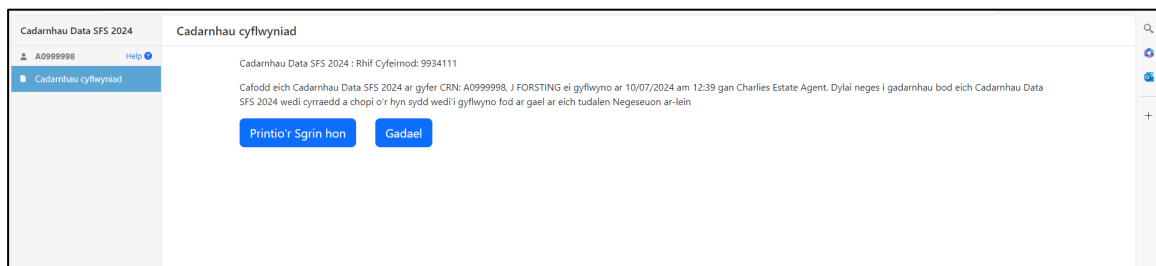 Cadarnhau Data SFS 2024
A0999998 Help ?
Cadarnhau cyflwyniad
Cadarnhau cyflwyniad
Cadarnhau Data SFS 2024 : Rhif Cyfeirnod: 9934111
Cafodd eich Cadarnhau Data SFS 2024 ar gyfer CRN: A0999998, J FORSTING ei gyflwyno ar 10/07/2024 am 12:39 gan Charlies Estate Agent. Dylai neges i gadarnhau bod eich Cadarnhau Data
SFS 2024 wedi cyrraedd a chopi o'r hyn sydd wedi'i gyflwyno fod ar gael ar eich tudalen Negeseuon ar-lein
Printio'r Sgrin hon Gadael